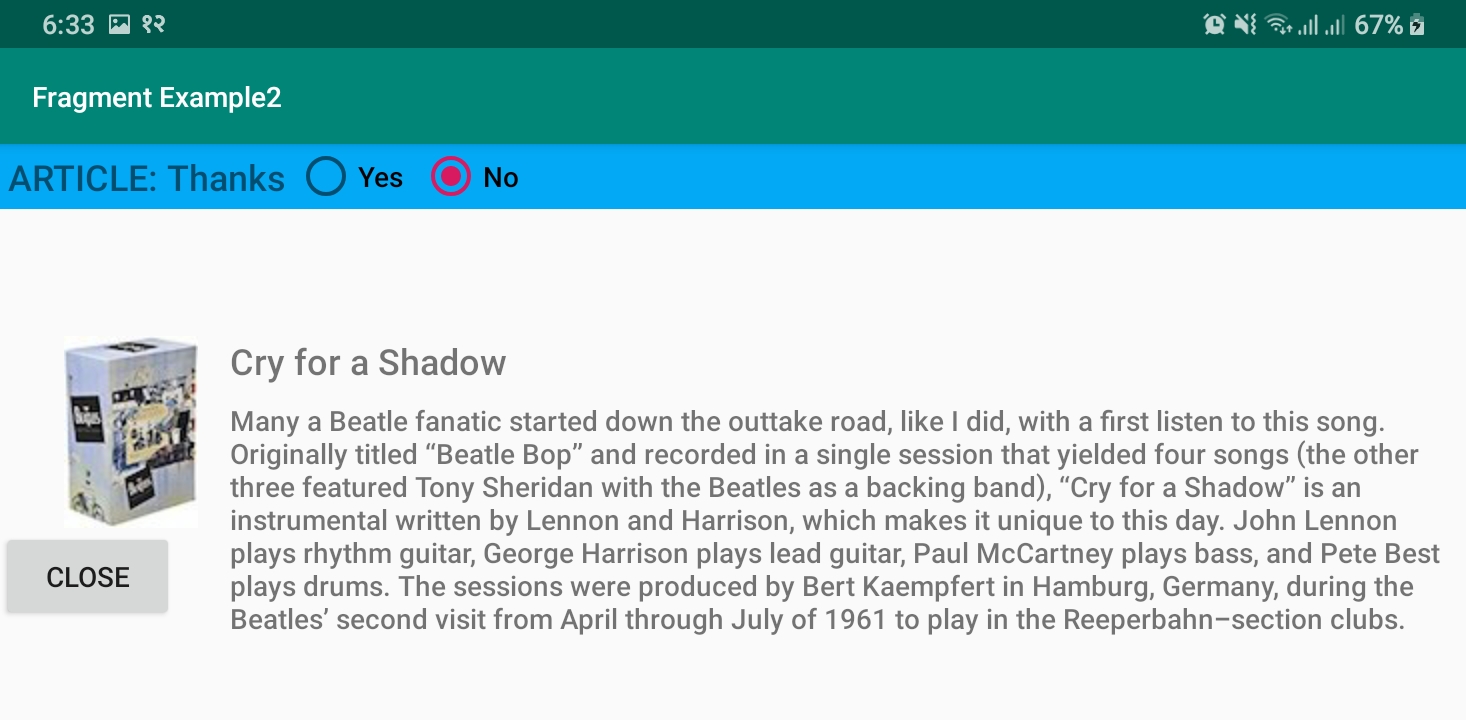 6:33 १२ 67%
Fragment Example2
ARTICLE: Thanks Yes No
Cry for a Shadow
Many a Beatle fanatic started down the outtake road, like I did, with a first listen to this song.
Originally titled “Beatle Bop” and recorded in a single session that yielded four songs (the other
three featured Tony Sheridan with the Beatles as a backing band), “Cry for a Shadow” is an
instrumental written by Lennon and Harrison, which makes it unique to this day. John Lennon
plays rhythm guitar, George Harrison plays lead guitar, Paul McCartney plays bass, and Pete Best
plays drums. The sessions were produced by Bert Kaempfert in Hamburg, Germany, during the
Beatles’ second visit from April through July of 1961 to play in the Reeperbahn–section clubs.
CLOSE